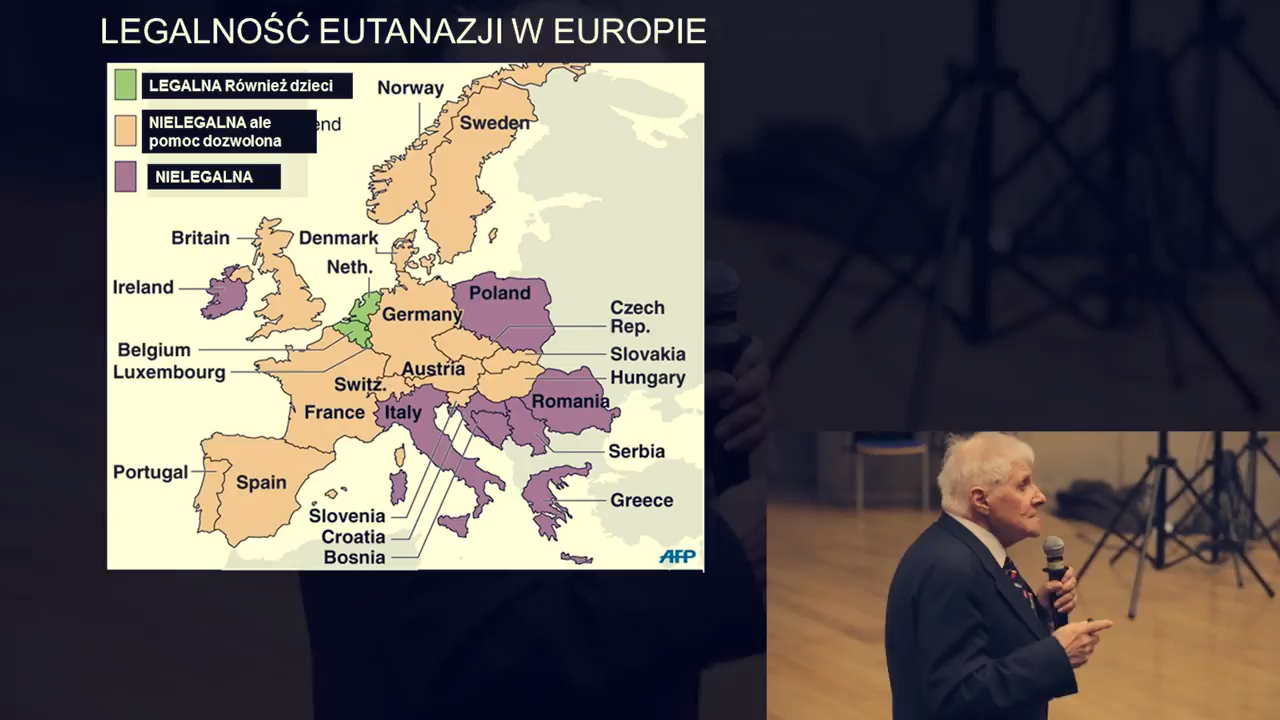 LEGALNOŚĆ EUTANAZJI W EUROPIE
LEGALNA Również dzieci
NIELEGALNA ale
pomoc dozwolona
end
NIELEGALNA
Norway
Sweden
Britain
Denmark
Neth.
Ireland
Poland
Germany
Czech
Rep.
Belgium
Slovakia
Luxembourg
Austria
Hungary
Switz.
Romania
France
Italy
Serbia
Portugal
Spain
Greece
Slovenia
Croatia
Bosnia
AFP